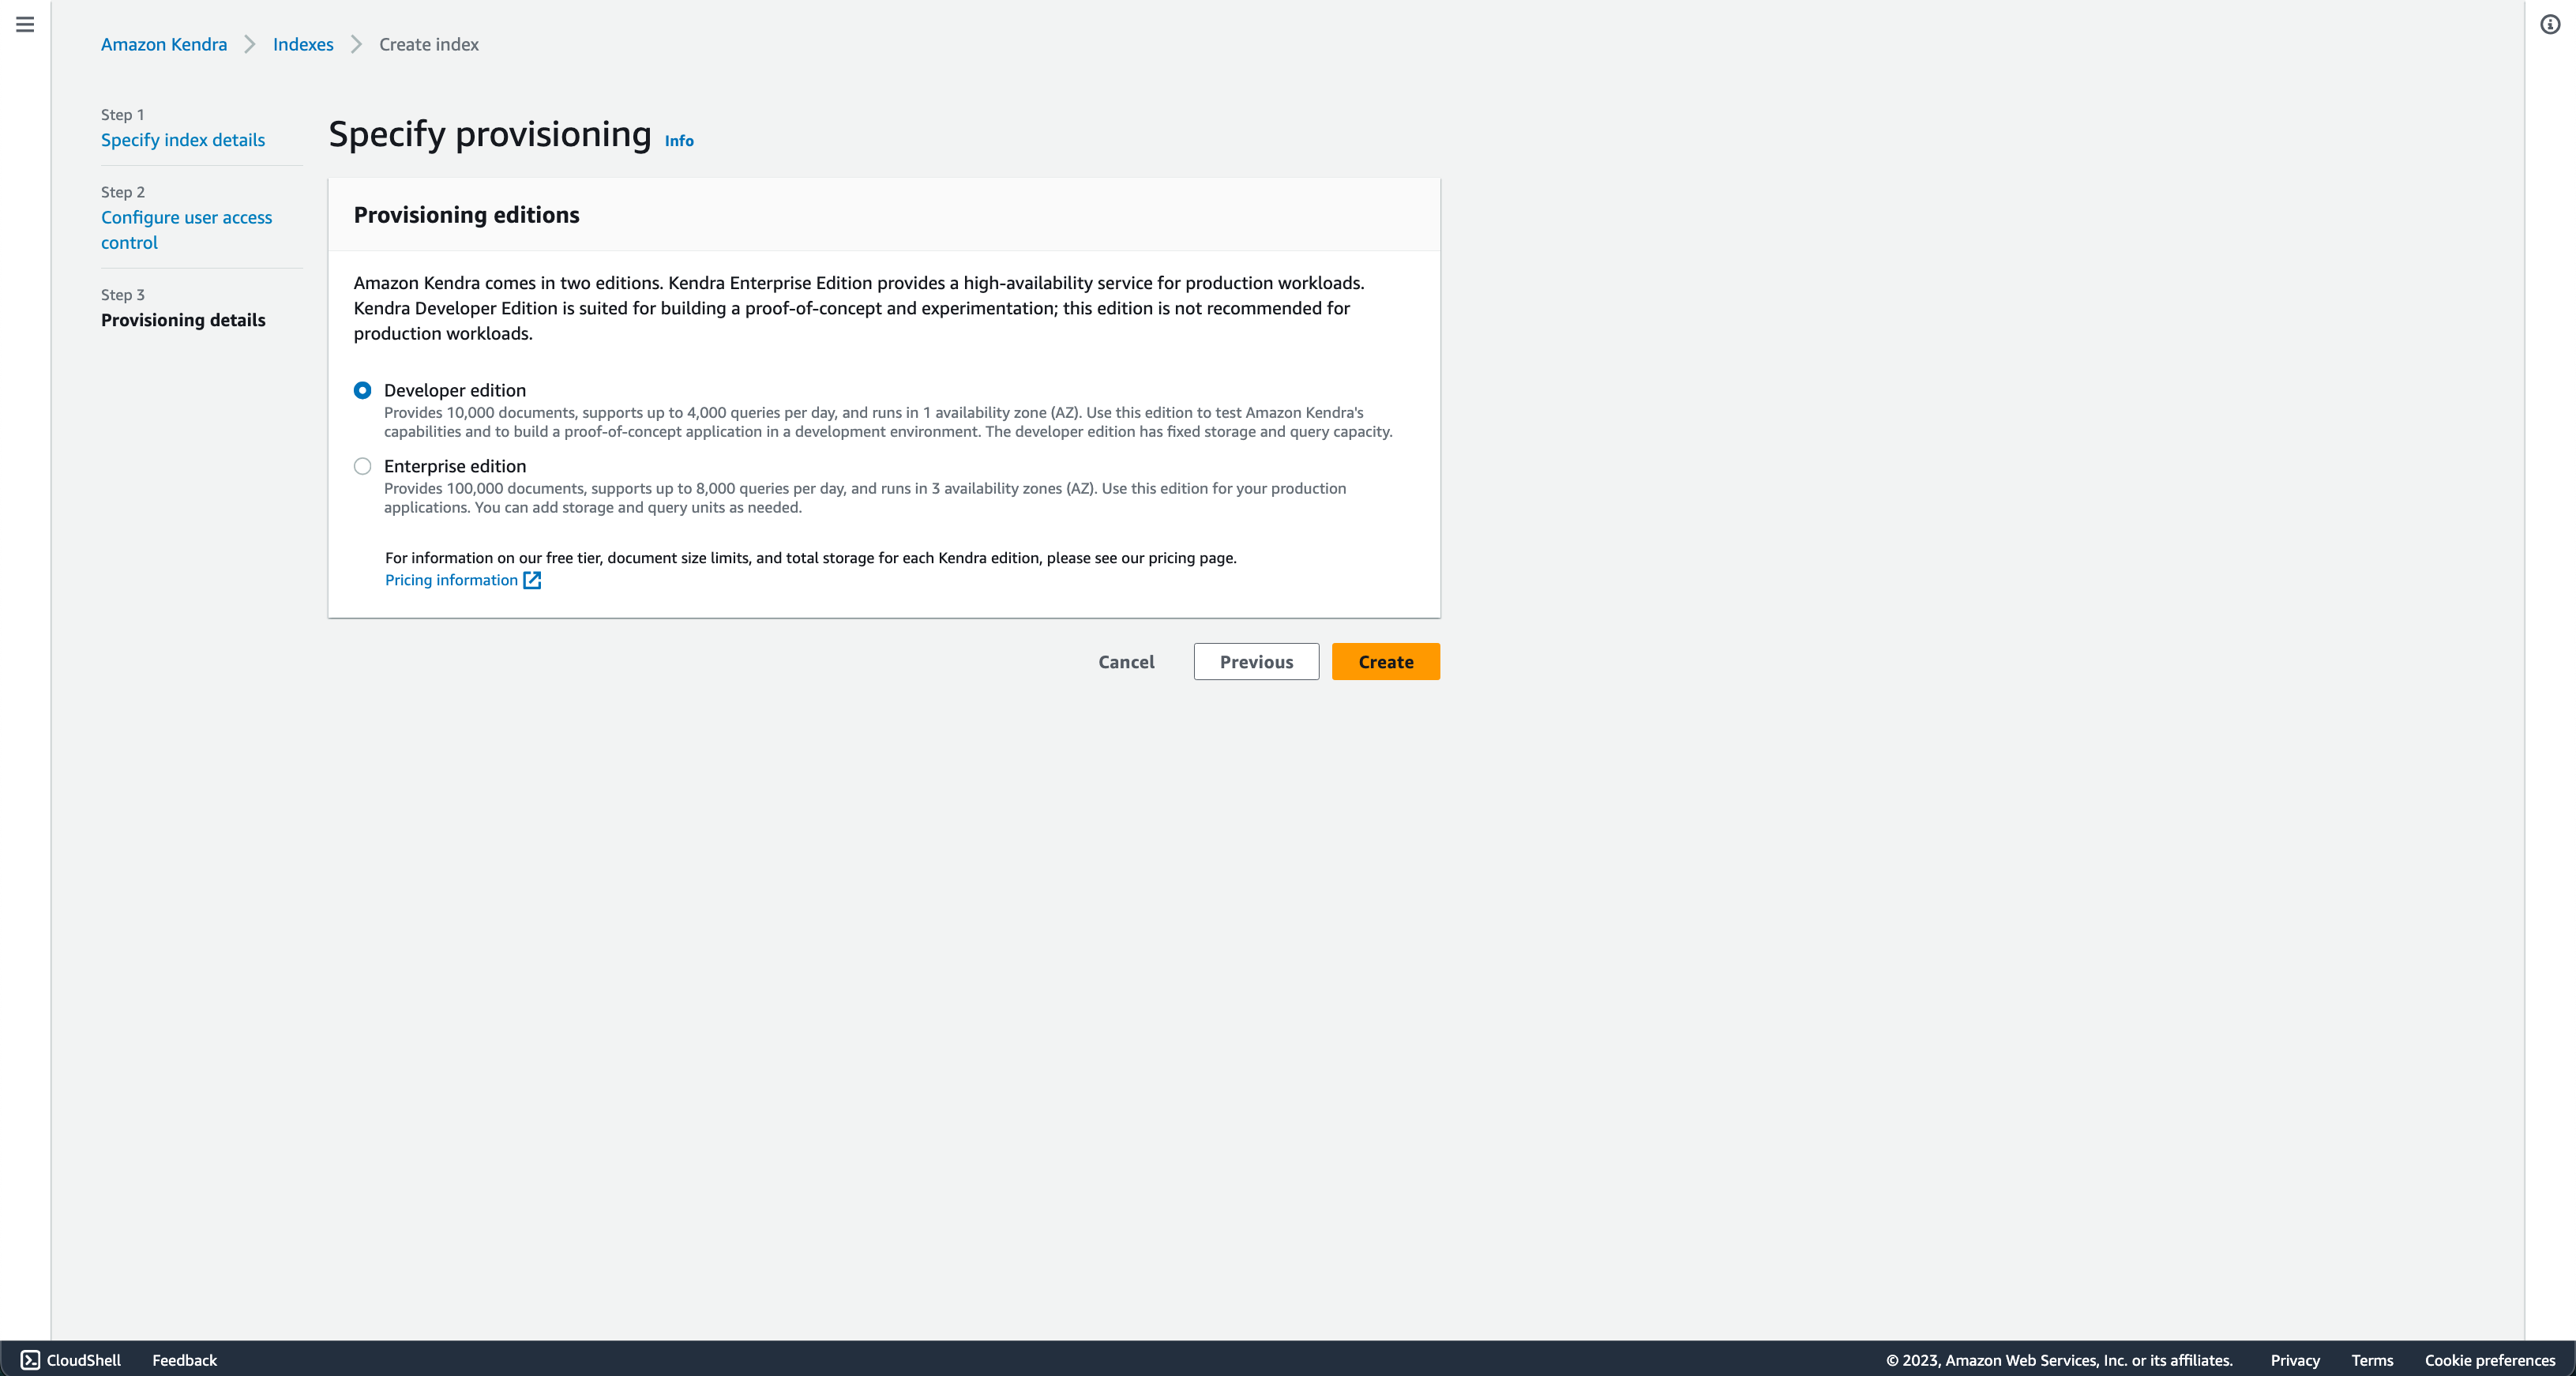 Amazon Kendra
Indexes
Create index
Step 1
Specify index details
Step 2
Configure user access
control
Step 3
Provisioning details
Specify provisioning Info
Provisioning editions
Amazon Kendra comes in two editions. Kendra Enterprise Edition provides a high-availability service for production workloads.
Kendra Developer Edition is suited for building a proof-of-concept and experimentation; this edition is not recommended for
production workloads.
Developer edition
Provides 10,000 documents, supports up to 4,000 queries per day, and runs in 1 availability zone (AZ). Use this edition to test Amazon Kendra's
capabilities and to build a proof-of-concept application in a development environment. The developer edition has fixed storage and query capacity.
Enterprise edition
Provides 100,000 documents, supports up to 8,000 queries per day, and runs in 3 availability zones (AZ). Use this edition for your production
applications. You can add storage and query units as needed.
For information on our free tier, document size limits, and total storage for each Kendra edition, please see our pricing page.
Pricing information
Cancel
Previous
Create
CloudShell
Feedback
© 2023, Amazon Web Services, Inc. or its affiliates.
Privacy
Terms
Cookie preferences